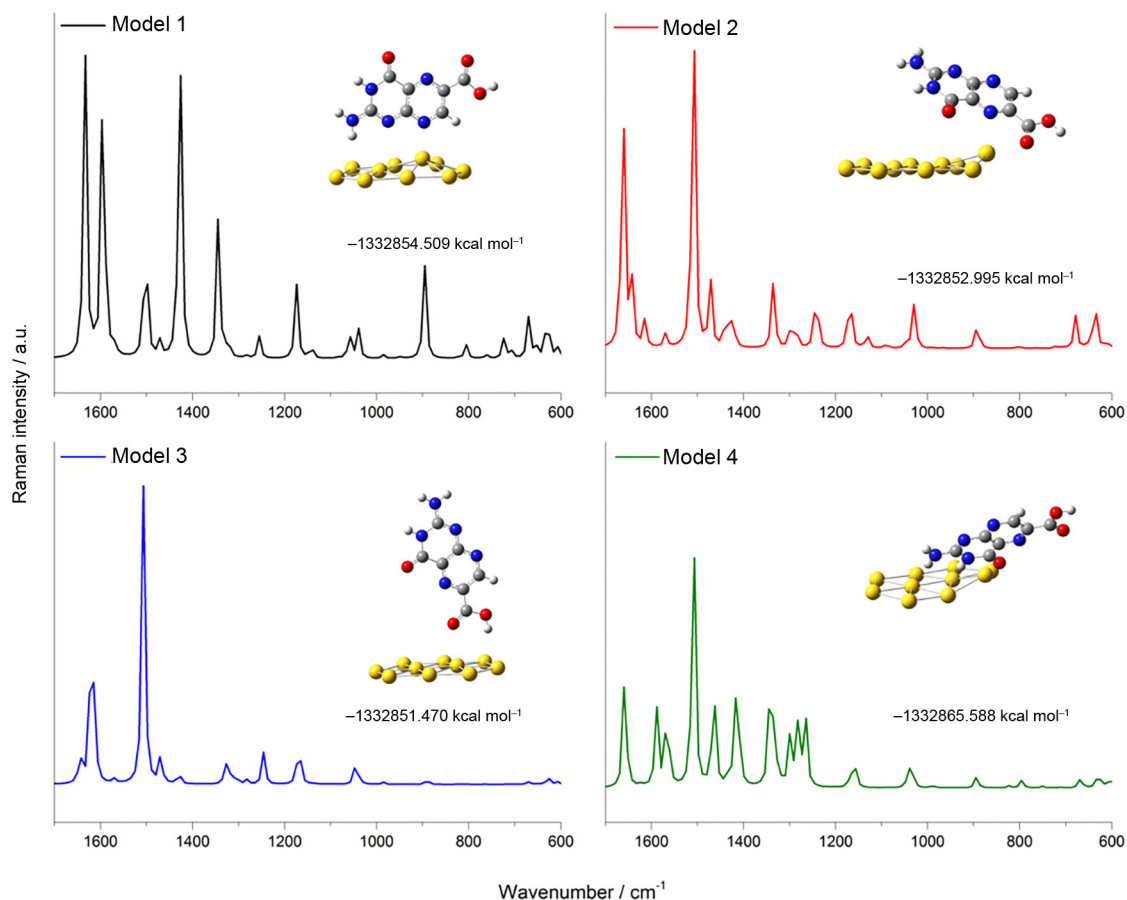 Model 1
–1332854.509 kcal mol⁻¹
1600 1400 1200 1000 800 600
Model 2
–1332852.995 kcal mol⁻¹
1600 1400 1200 1000 800 600
Raman intensity / a.u.
Model 3
–1332851.470 kcal mol⁻¹
1600 1400 1200 1000 800 600
Model 4
–1332865.588 kcal mol⁻¹
1600 1400 1200 1000 800 600
Wavenumber / cm⁻¹